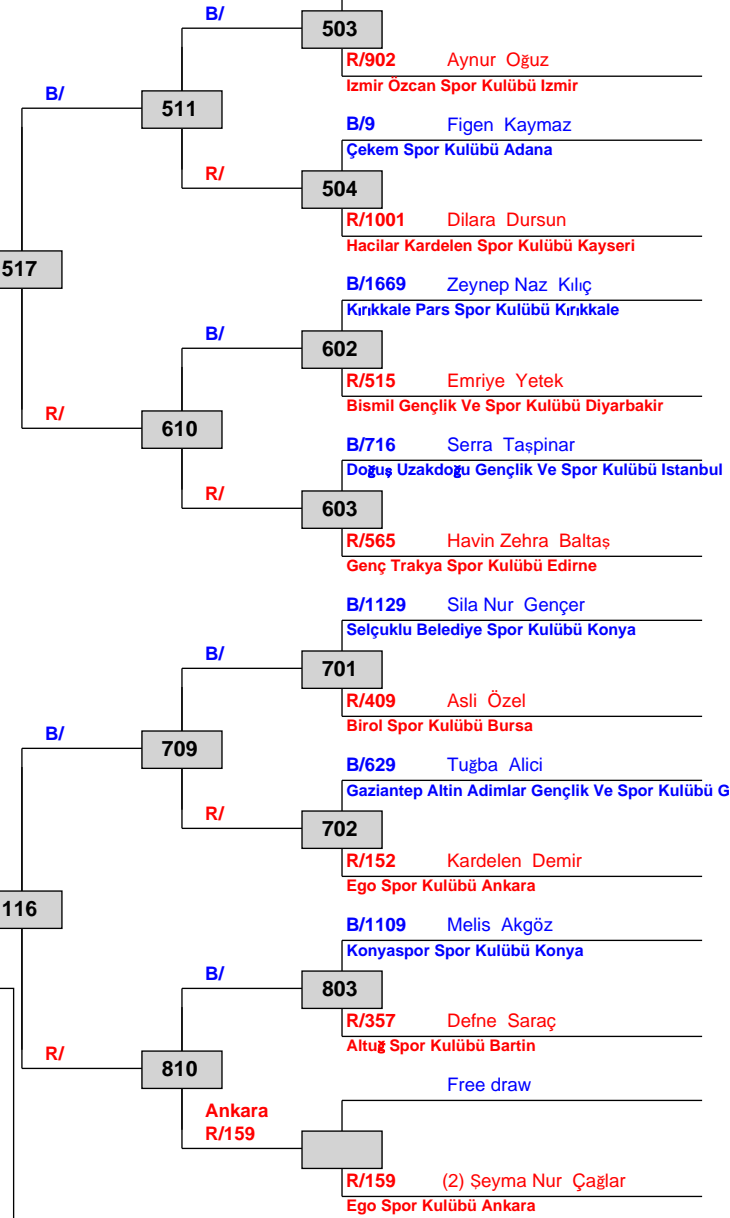 B/
503
R/902 Aynur Oğuz
Izmir Özcan Spor Kulübü Izmir
B/
511
B/9 Figen Kaymaz
Çekem Spor Kulübü Adana
R/
504
R/1001 Dilara Dursun
Hacilar Kardelen Spor Kulübü Kayseri
517
B/1669 Zeynep Naz Kılıç
Kırıkkale Pars Spor Kulübü Kırıkkale
B/
602
R/515 Emriye Yetek
Bismil Gençlik Ve Spor Kulübü Diyarbakir
R/
610
B/716 Serra Taşpinar
Doğuş Uzakdoğu Gençlik Ve Spor Kulübü Istanbul
R/
603
R/565 Havin Zehra Baltaş
Genç Trakya Spor Kulübü Edirne
B/1129 Sila Nur Gençer
Selçuklu Belediye Spor Kulübü Konya
B/
701
R/409 Asli Özel
Birol Spor Kulübü Bursa
B/
709
B/629 Tuğba Alici
Gaziantep Altin Adimlar Gençlik Ve Spor Kulübü G
R/
702
R/152 Kardelen Demir
Ego Spor Kulübü Ankara
116
B/1109 Melis Akgöz
Konyaspor Spor Kulübü Konya
B/
803
R/357 Defne Saraç
Altuğ Spor Kulübü Bartin
R/
810
Free draw
Ankara
R/159
R/159 (2) Şeyma Nur Çağlar
Ego Spor Kulübü Ankara